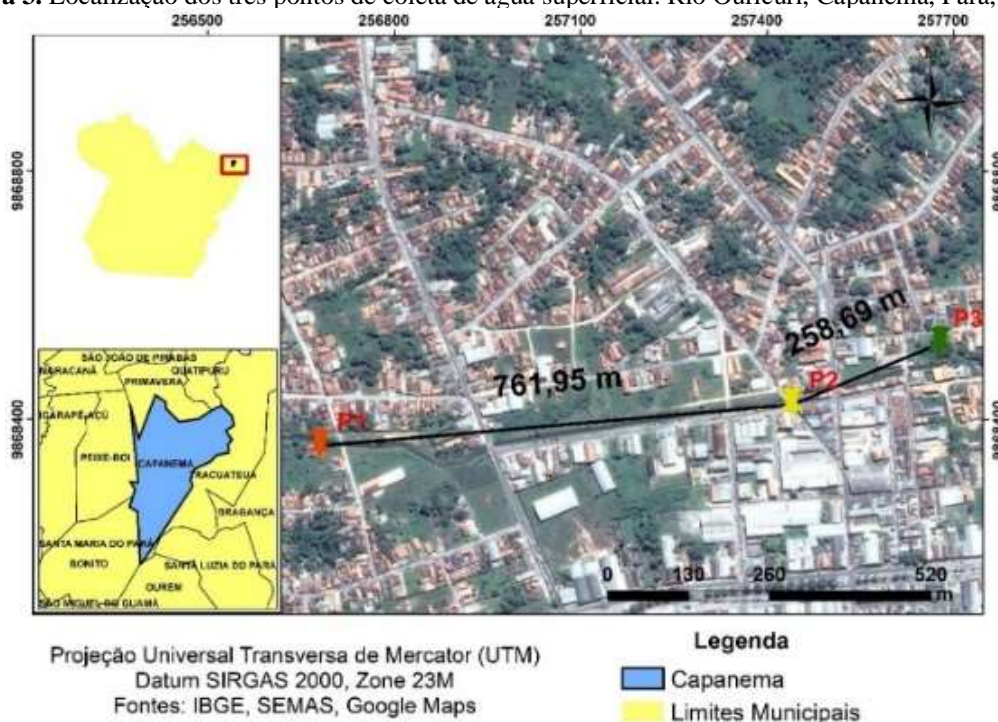 a 3. Localização dos três pontos de coleta de água superficial. Rio Ouricuri, Capanema, Pará,
256500 256800 257100 257400 257700
9868800
9868800
9868400
9868400
P1
761,95 m
P2
258,69 m
P3
SÃO JOÃO DE PIRABAS
MARACANÃ
PRIMAVERA
QUATIPURU
IGARAPÉ-AÇÚ
PEIXE-BOI
CAPANEMA
TRACUATEUA
BRAGANÇA
SANTA MARIA DO PARÁ
BONITO
SANTA LUZIA DO PARÁ
OURÉM
SÃO MIGUEL DO GUAMÁ
0 130 260 520
m
Projeção Universal Transversa de Mercator (UTM)
Datum SIRGAS 2000, Zone 23M
Fontes: IBGE, SEMAS, Google Maps
Legenda
Capanema
Limites Municipais